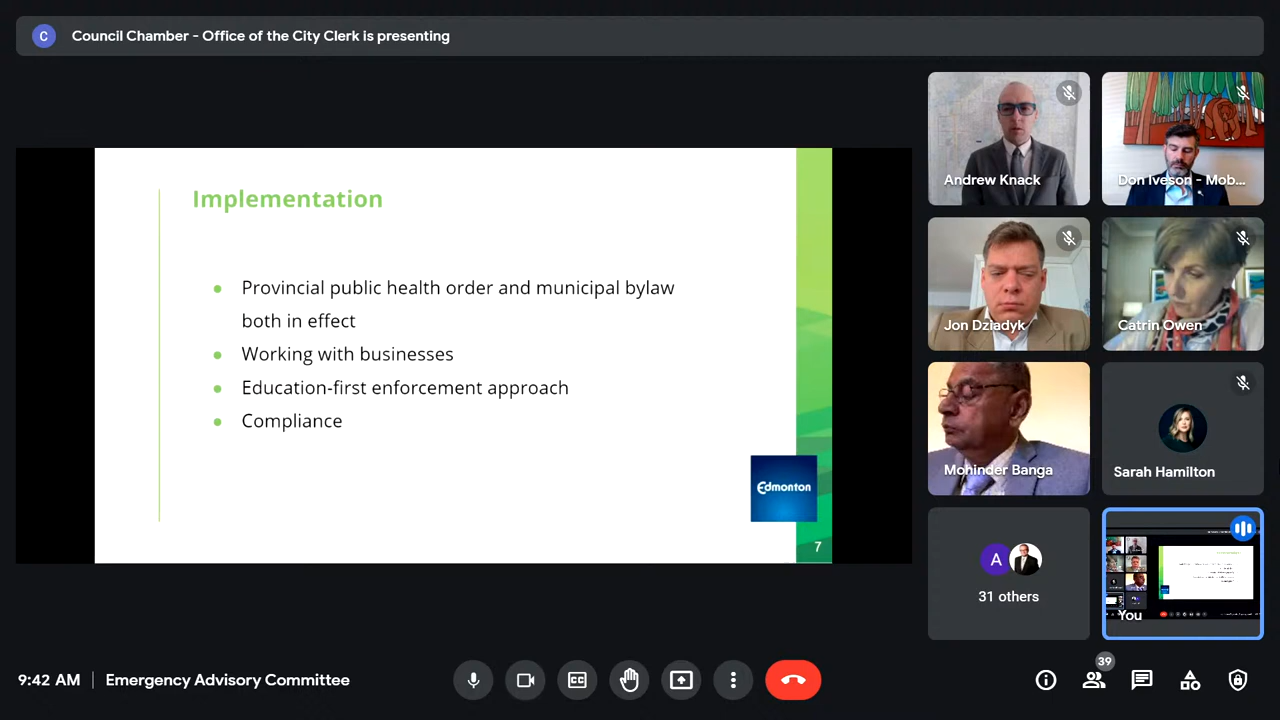 C
Council Chamber - Office of the City Clerk is presenting
Implementation
Provincial public health order and municipal bylaw
both in effect
Working with businesses
Education-first enforcement approach
Compliance
Edmonton
7
Andrew Knack
Don Iveson - Mob...
Jon Dziadyk
Catrin Owen
Mohinder Banga
Sarah Hamilton
A
31 others
You
9:42 AM
Emergency Advisory Committee
CC
39